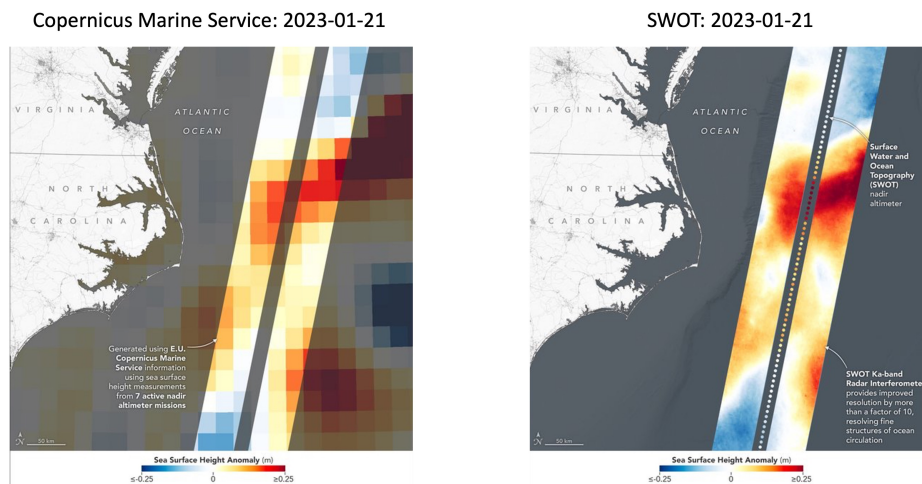 Copernicus Marine Service: 2023-01-21
VIRGINIA
ATLANTIC
OCEAN
NORTH
CAROLINA
Generated using E.U.
Copernicus Marine
Service information
using sea surface
height measurements
from 7 active nadir
altimeter missions
N
50 km
Sea Surface Height Anomaly (m)
≤-0.25
0
≥0.25
SWOT: 2023-01-21
VIRGINIA
ATLANTIC
OCEAN
NORTH
CAROLINA
Surface
Water and
Ocean
Topography
(SWOT)
nadir
altimeter
SWOT Ka-band
Radar Interferomete
provides improved
resolution by more
than a factor of 10,
resolving fine
structures of ocean
circulation
N
50 km
Sea Surface Height Anomaly (m)
≤-0.25
0
≥0.25